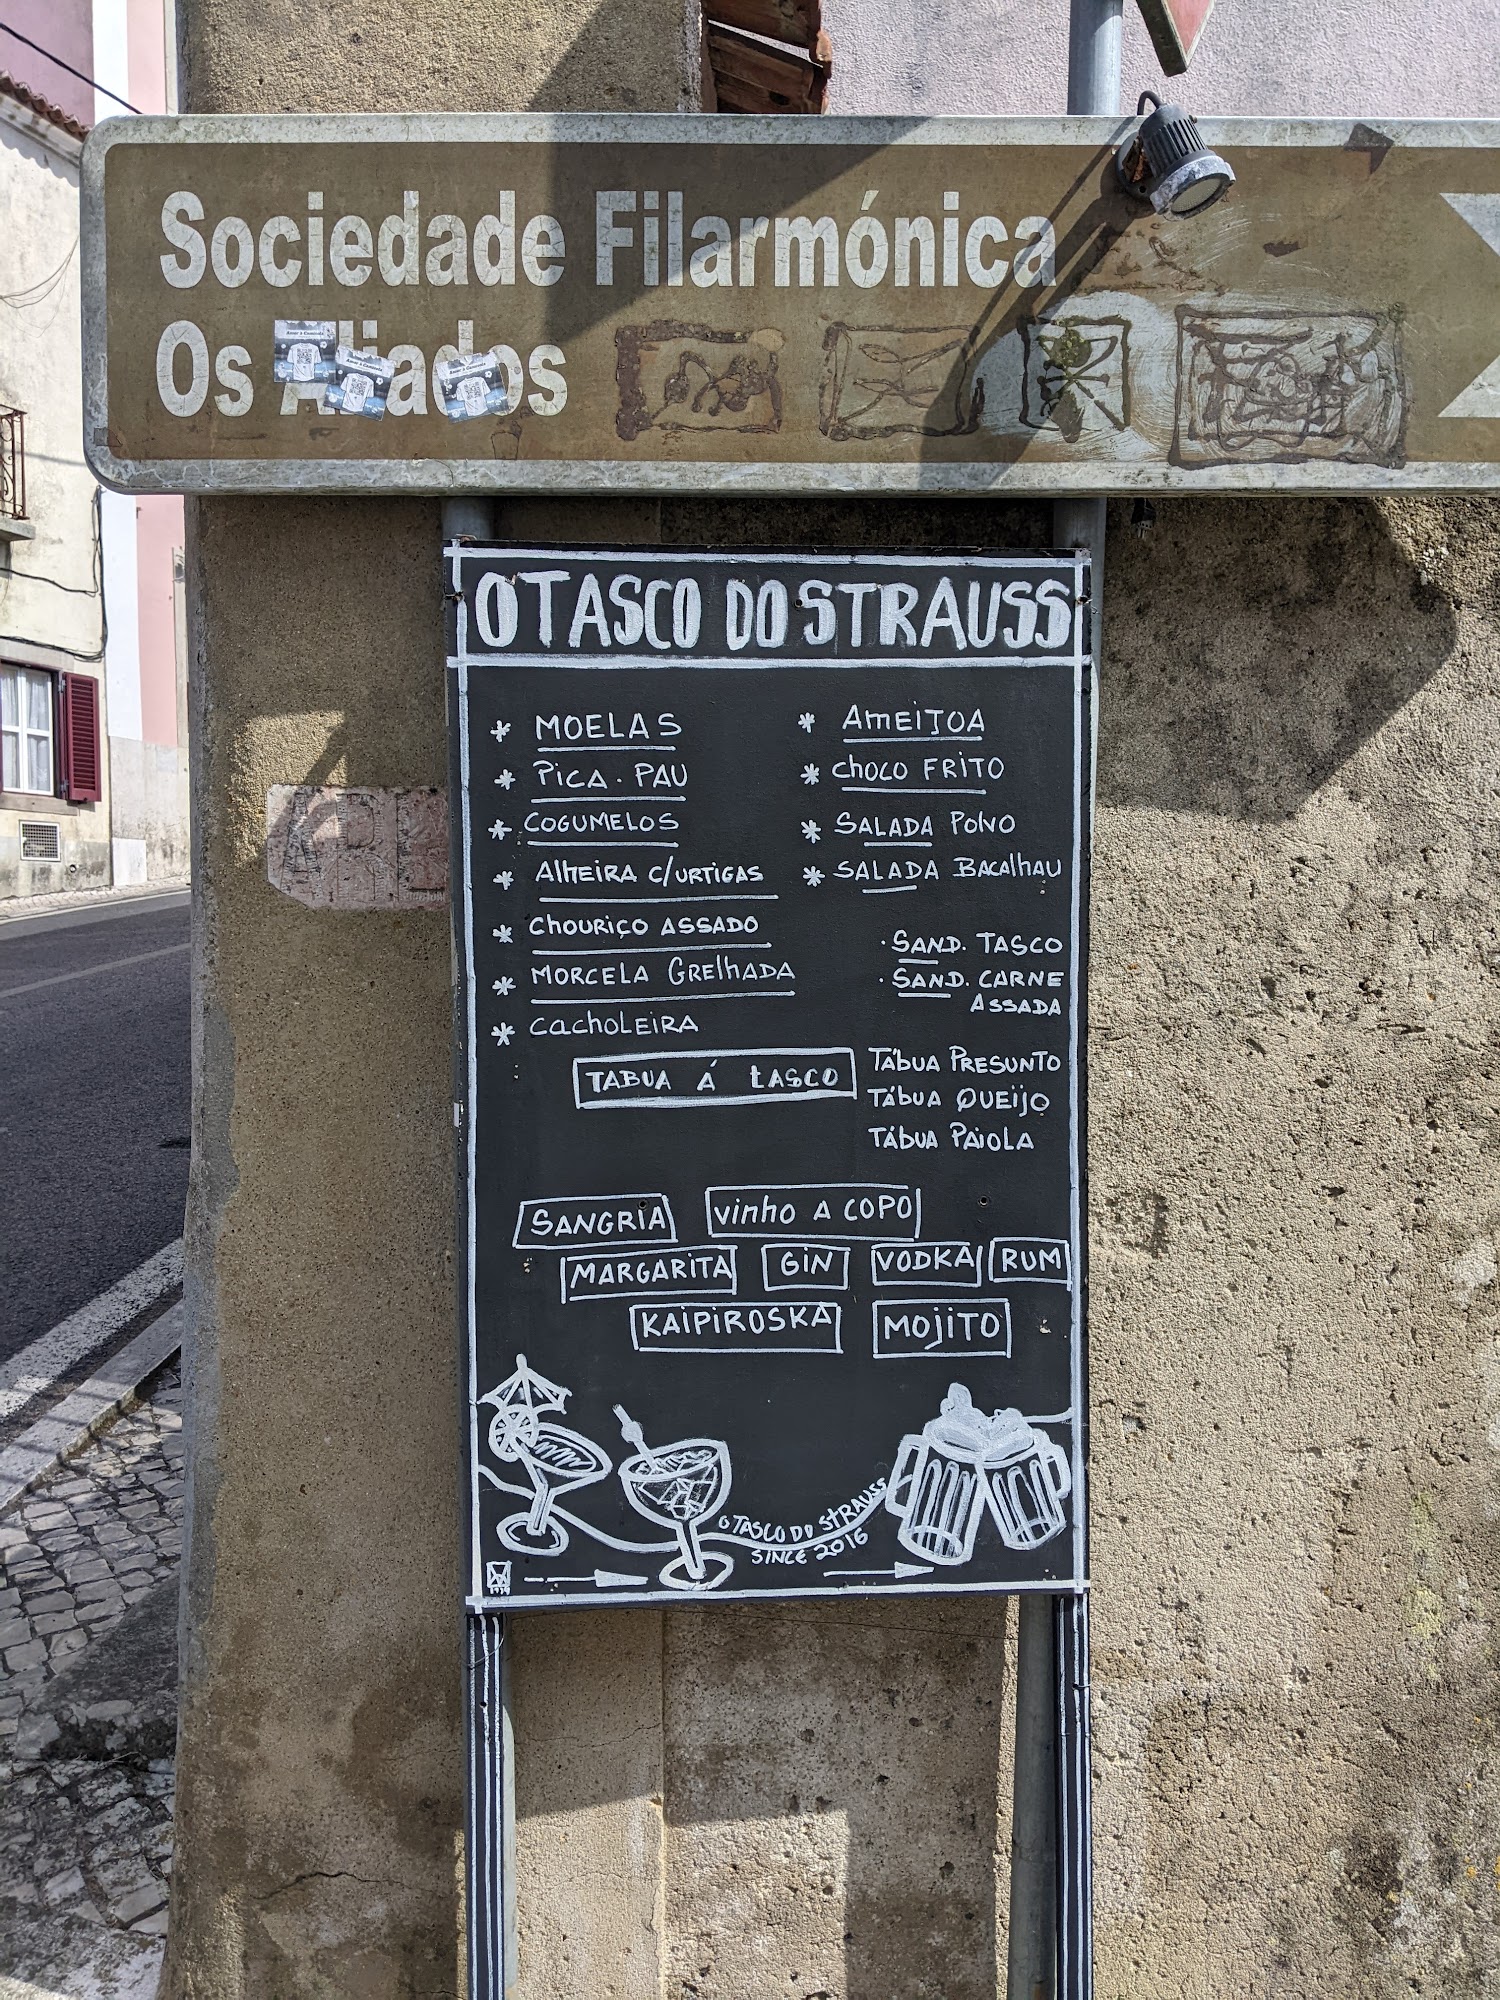 Sociedade Filarmónica
Os Aliados
O TASCO DO STRAUSS
* MOELAS
* PICA. PAU
* COGUMELOS
* ALHEIRA C/URTIGAS
* CHOURIÇO ASSADO
* MORCELA GRELHADA
* CACHOLEIRA
* AMEIJOA
* CHOCO FRITO
* SALADA POLVO
* SALADA BACALHAU
· SAND. TASCO
· SAND. CARNE
ASSADA
TABUA Á TASCO
TÁBUA PRESUNTO
TÁBUA QUEIJO
TÁBUA PAIOLA
SANGRIA
VINHO A COPO
MARGARITA
GIN
VODKA
RUM
KAIPIROSKA
MOJITO
O TASCO DO STRAUSS
SINCE 2016